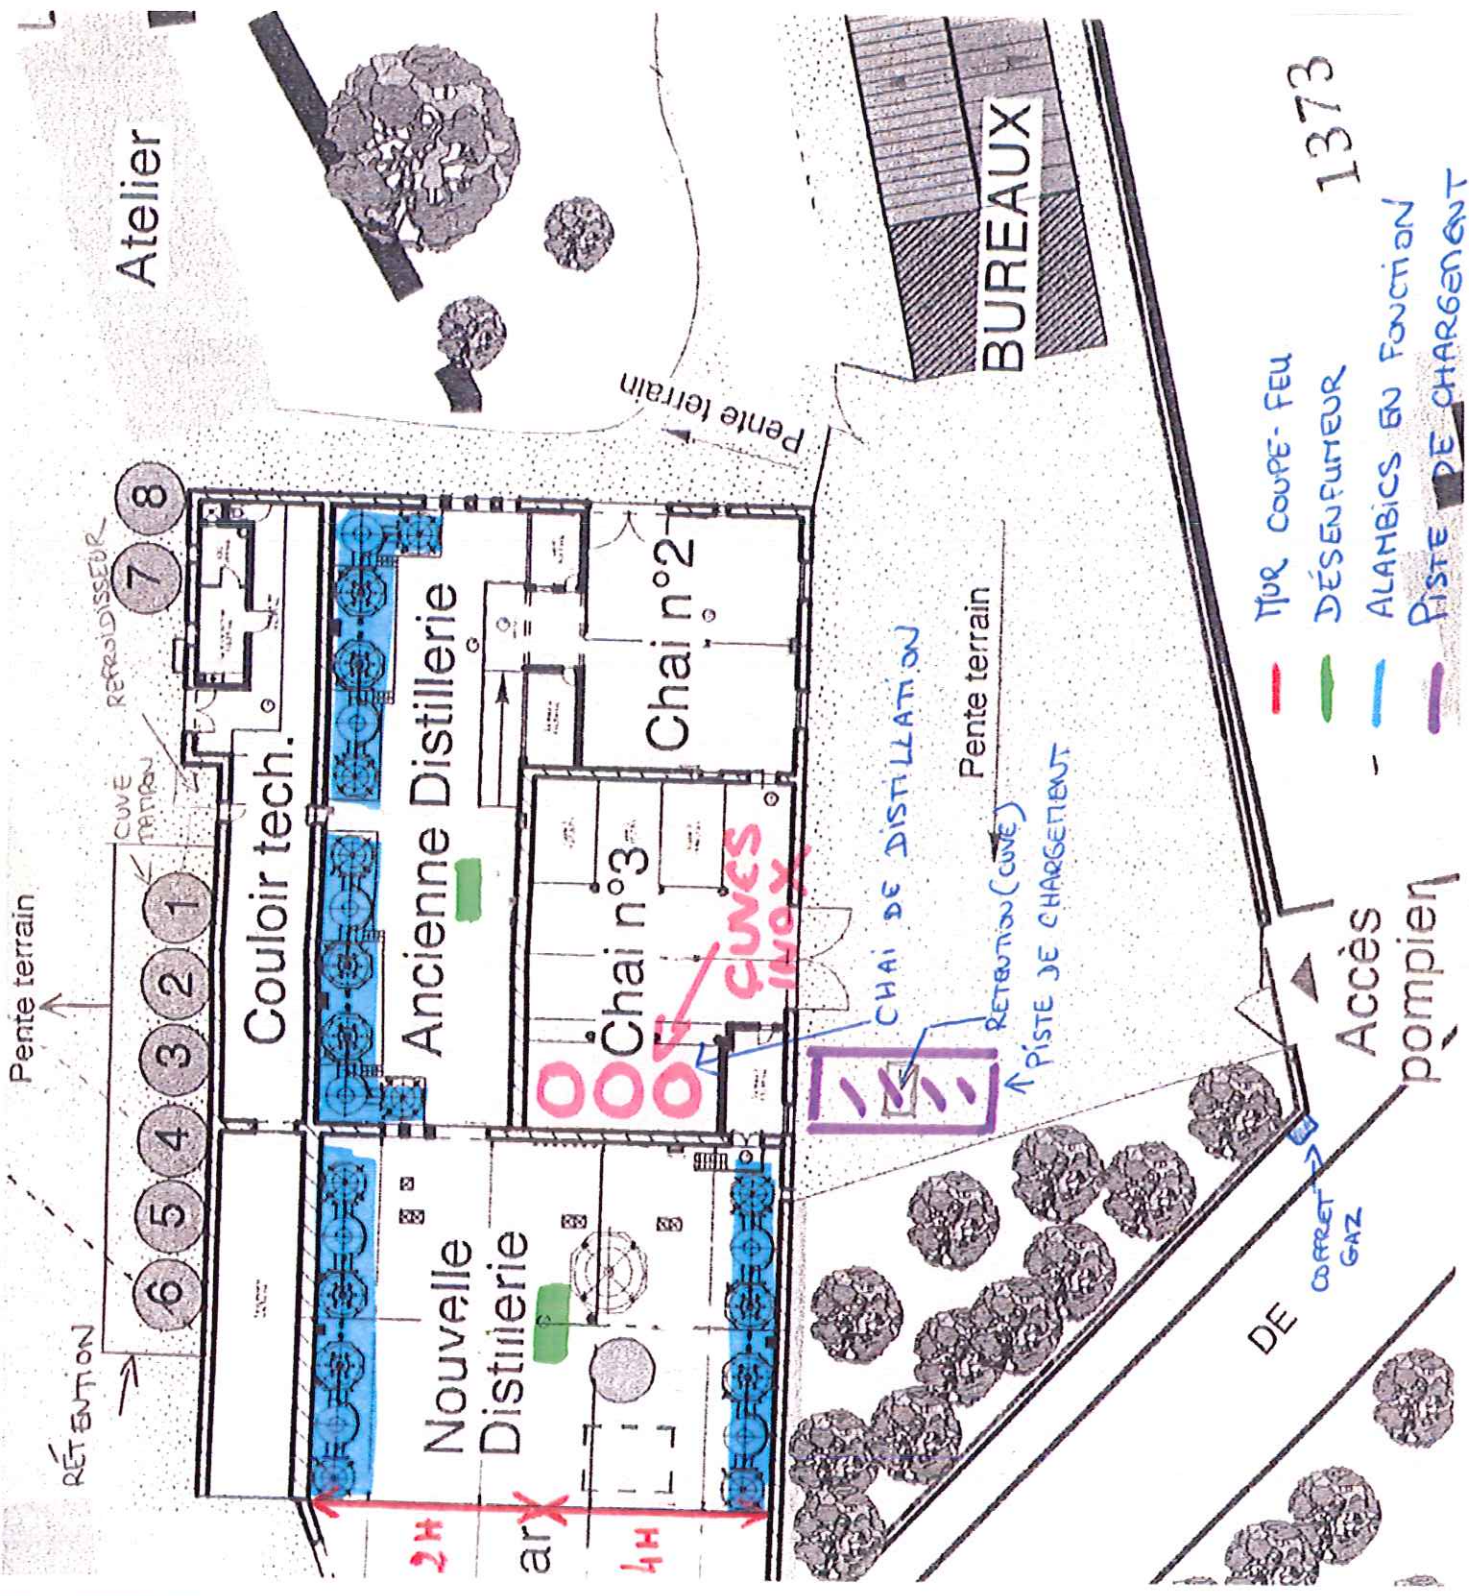 Atelier
Pente terrain
BUREAUX
1373
8
7
REFROIDISSEUR
CUVE
TAMPON
Pente terrain
1
2
3
4
5
6
RÉTENTION
Couloir tech.
Ancienne Distillerie
Chai n°2
Chai n°3
CUVES
INOX
Nouvelle
Distillerie
2H
ar
4H
CHAI DE DISTILLATION
Pente terrain
RETENTION (CUVE)
PISTE DE CHARGEMENT
MUR COUPE-FEU
DÉSENFUMEUR
ALAMBICS EN FONCTION
PISTE DE CHARGEMENT
Accès
pompier
COFFRET
GAZ
DE